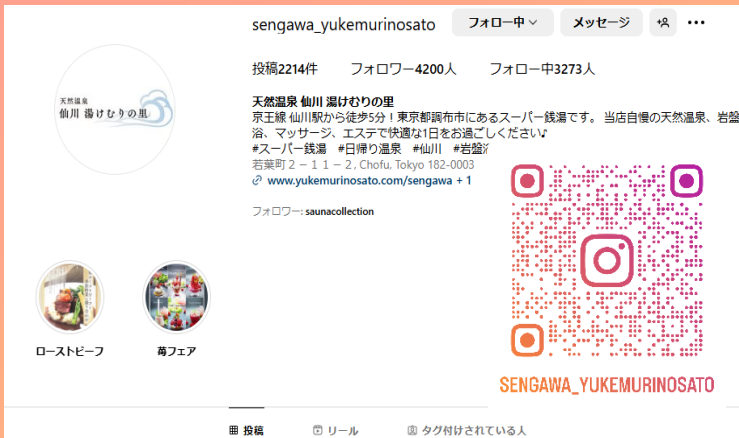 sengawa_yukemurinosato
フォロー中
メッセージ
投稿2214件 フォロワー4200人 フォロー中3273人
天然温泉
仙川 湯けむりの里
天然温泉 仙川 湯けむりの里
京王線 仙川駅から徒歩5分！東京都調布市にあるスーパー銭湯です。 当店自慢の天然温泉、岩盤
浴、マッサージ、エステで快適な1日をお過ごしください♪
#スーパー銭湯 #日帰り温泉 #仙川 #岩盤
若葉町２－１１－２, Chofu, Tokyo 182-0003
www.yukemurinosato.com/sengawa + 1
フォロワー: saunacollection
ローストビーフ
苺フェア
SENGAWA_YUKEMURINOSATO
投稿
リール
タグ付けされている人